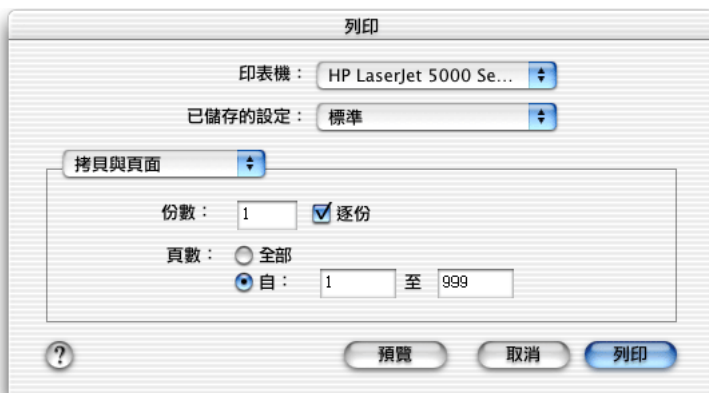 列印
印表機： HP LaserJet 5000 Se...
已儲存的設定： 標準
拷貝與頁面
份數： 1 逐份
頁數： 全部
自： 1 至 999
? 預覽 取消 列印